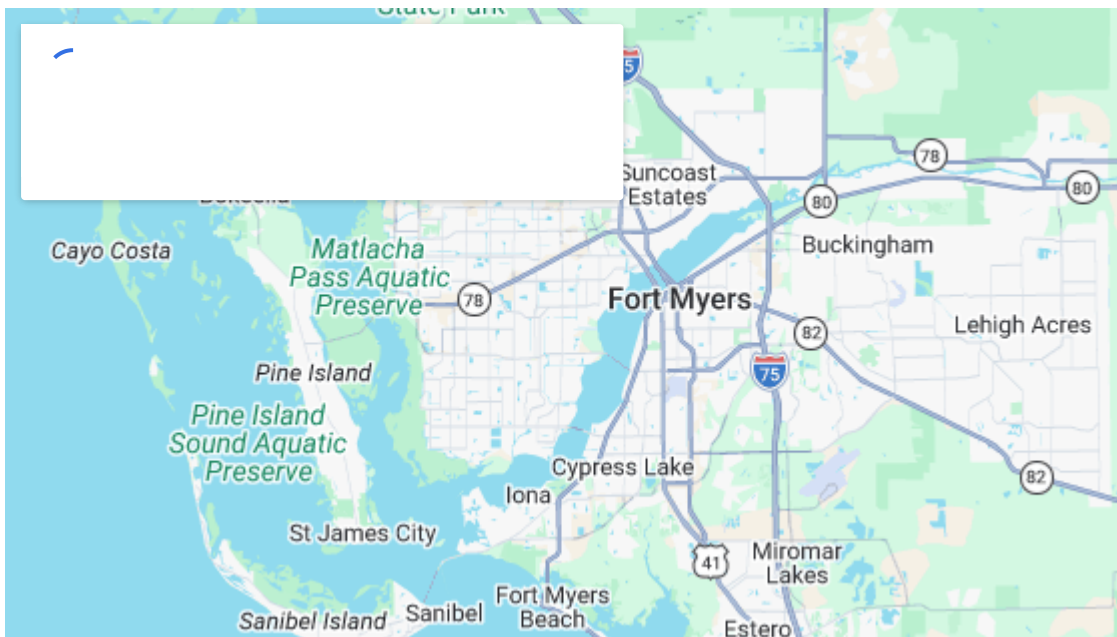 State Park
5
78
Suncoast
Estates
80
80
Bokeelia
Cayo Costa
Matlacha
Pass Aquatic
Preserve
Buckingham
78
Fort Myers
82
Lehigh Acres
Pine Island
75
Pine Island
Sound Aquatic
Preserve
Cypress Lake
82
Iona
St James City
41
Miromar
Lakes
Fort Myers
Beach
Sanibel
Sanibel Island
Estero